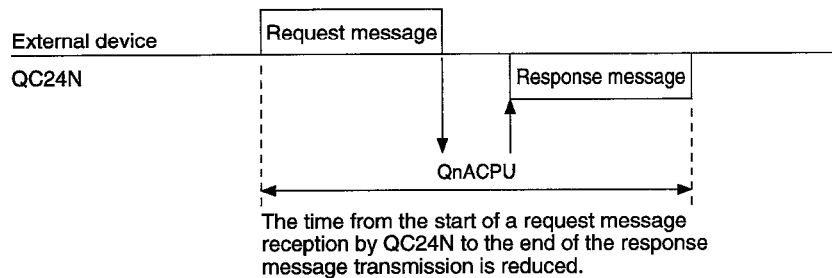 Request message
External device
QC24N
Response message
QnACPU
The time from the start of a request message
reception by QC24N to the end of the response
message transmission is reduced.